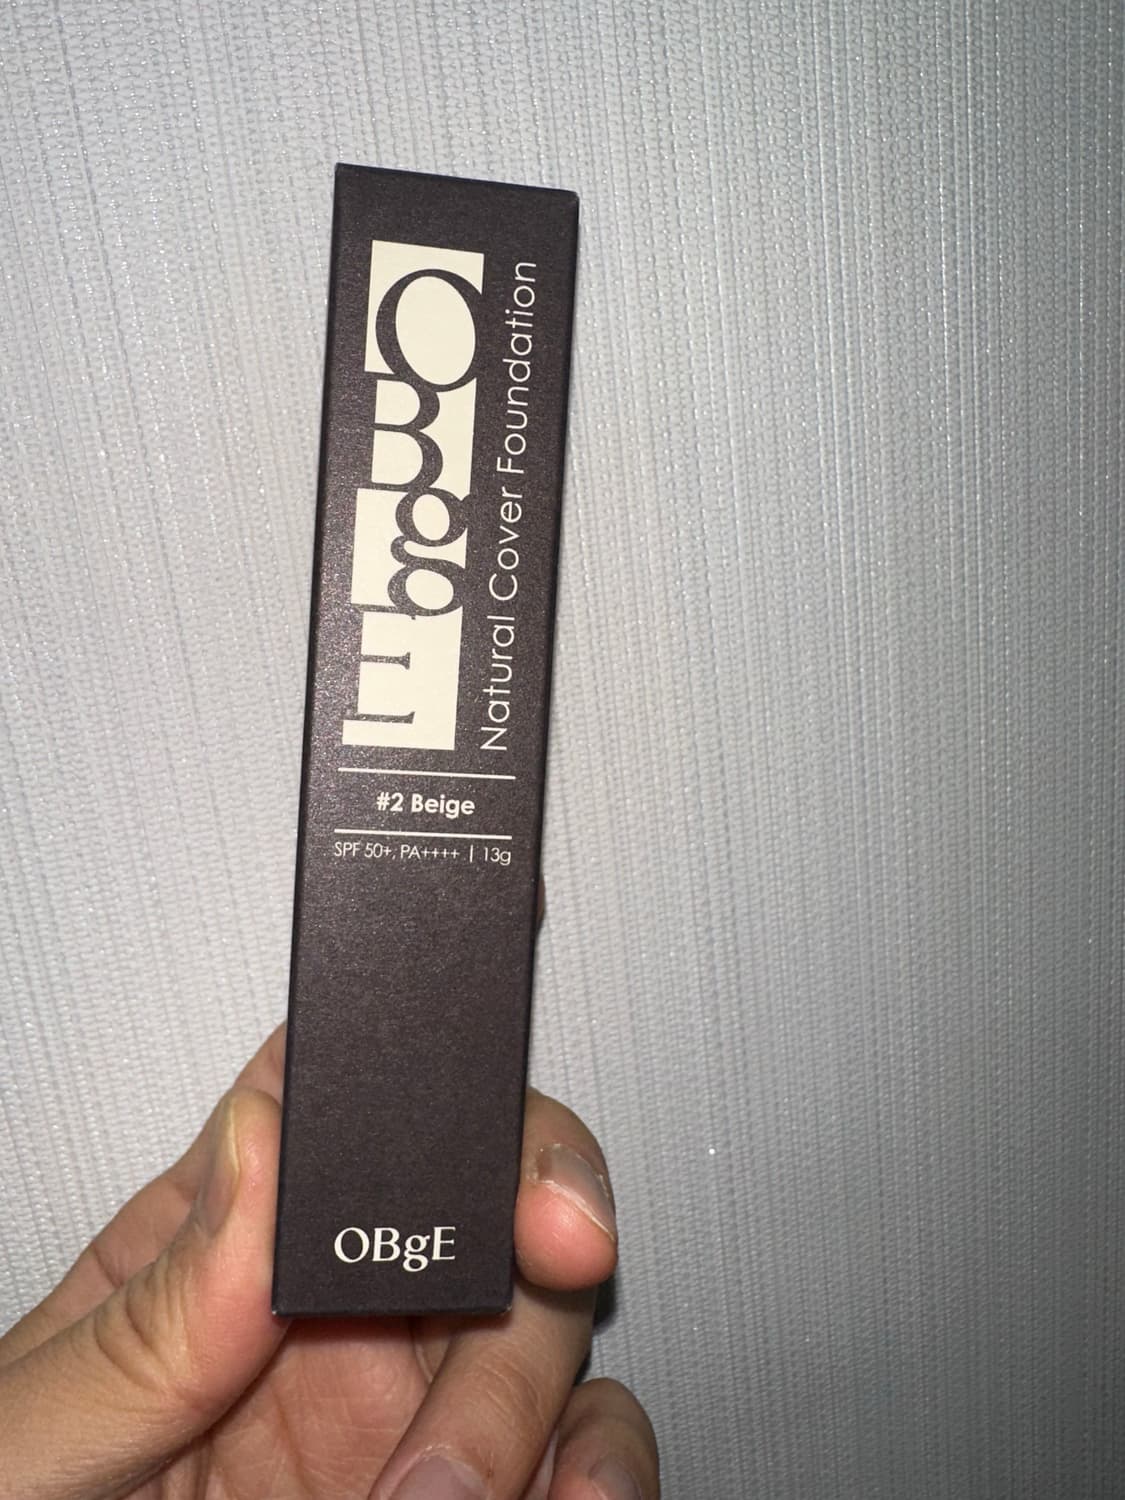 OBgE
Natural Cover Foundation
#2 Beige
SPF 50+, PA++++ | 13g
OBgE